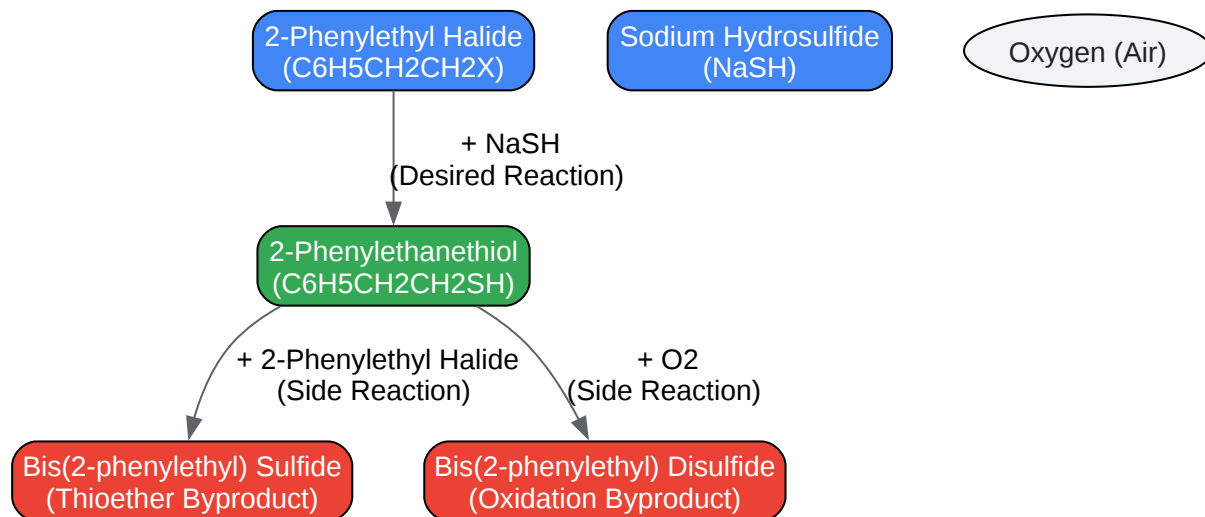 2-Phenylethyl Halide
(C6H5CH2CH2X)
Sodium Hydrosulfide
(NaSH)
Oxygen (Air)
+ NaSH
(Desired Reaction)
2-Phenylethanethiol
(C6H5CH2CH2SH)
+ 2-Phenylethyl Halide
(Side Reaction)
+ O2
(Side Reaction)
Bis(2-phenylethyl) Sulfide
(Thioether Byproduct)
Bis(2-phenylethyl) Disulfide
(Oxidation Byproduct)